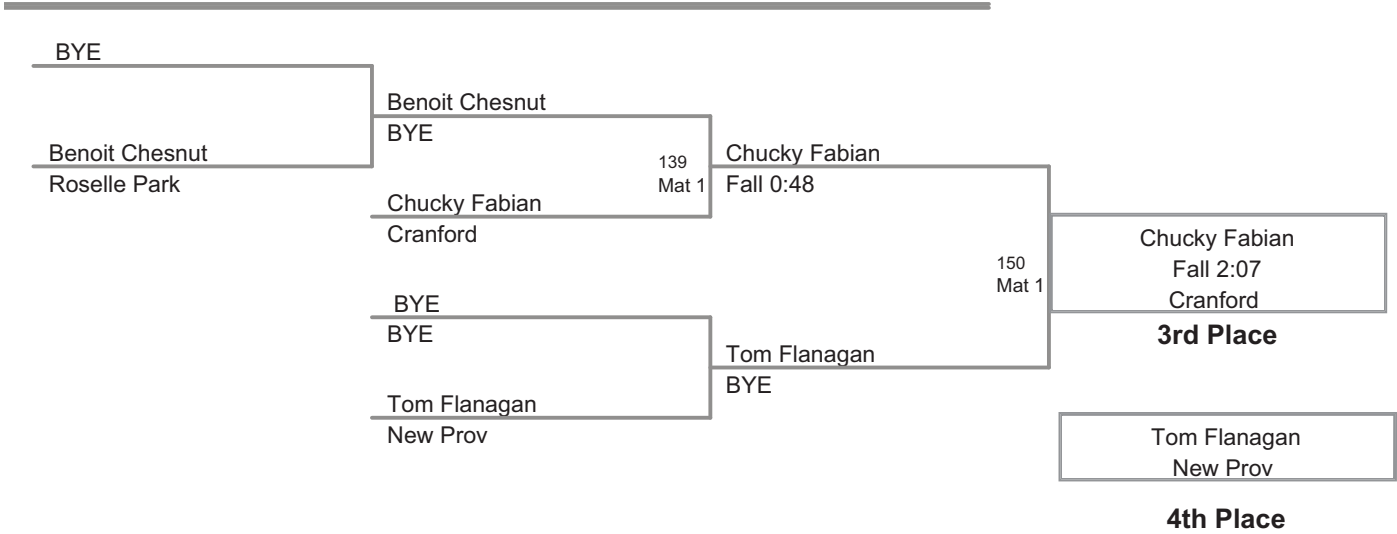 BYE
Benoit Chesnut
Roselle Park
Benoit Chesnut
BYE
139
Mat 1
Chucky Fabian
Cranford
BYE
BYE
Tom Flanagan
New Prov
Chucky Fabian
Fall 0:48
150
Mat 1
Tom Flanagan
BYE
Chucky Fabian
Fall 2:07
Cranford
3rd Place
Tom Flanagan
New Prov
4th Place